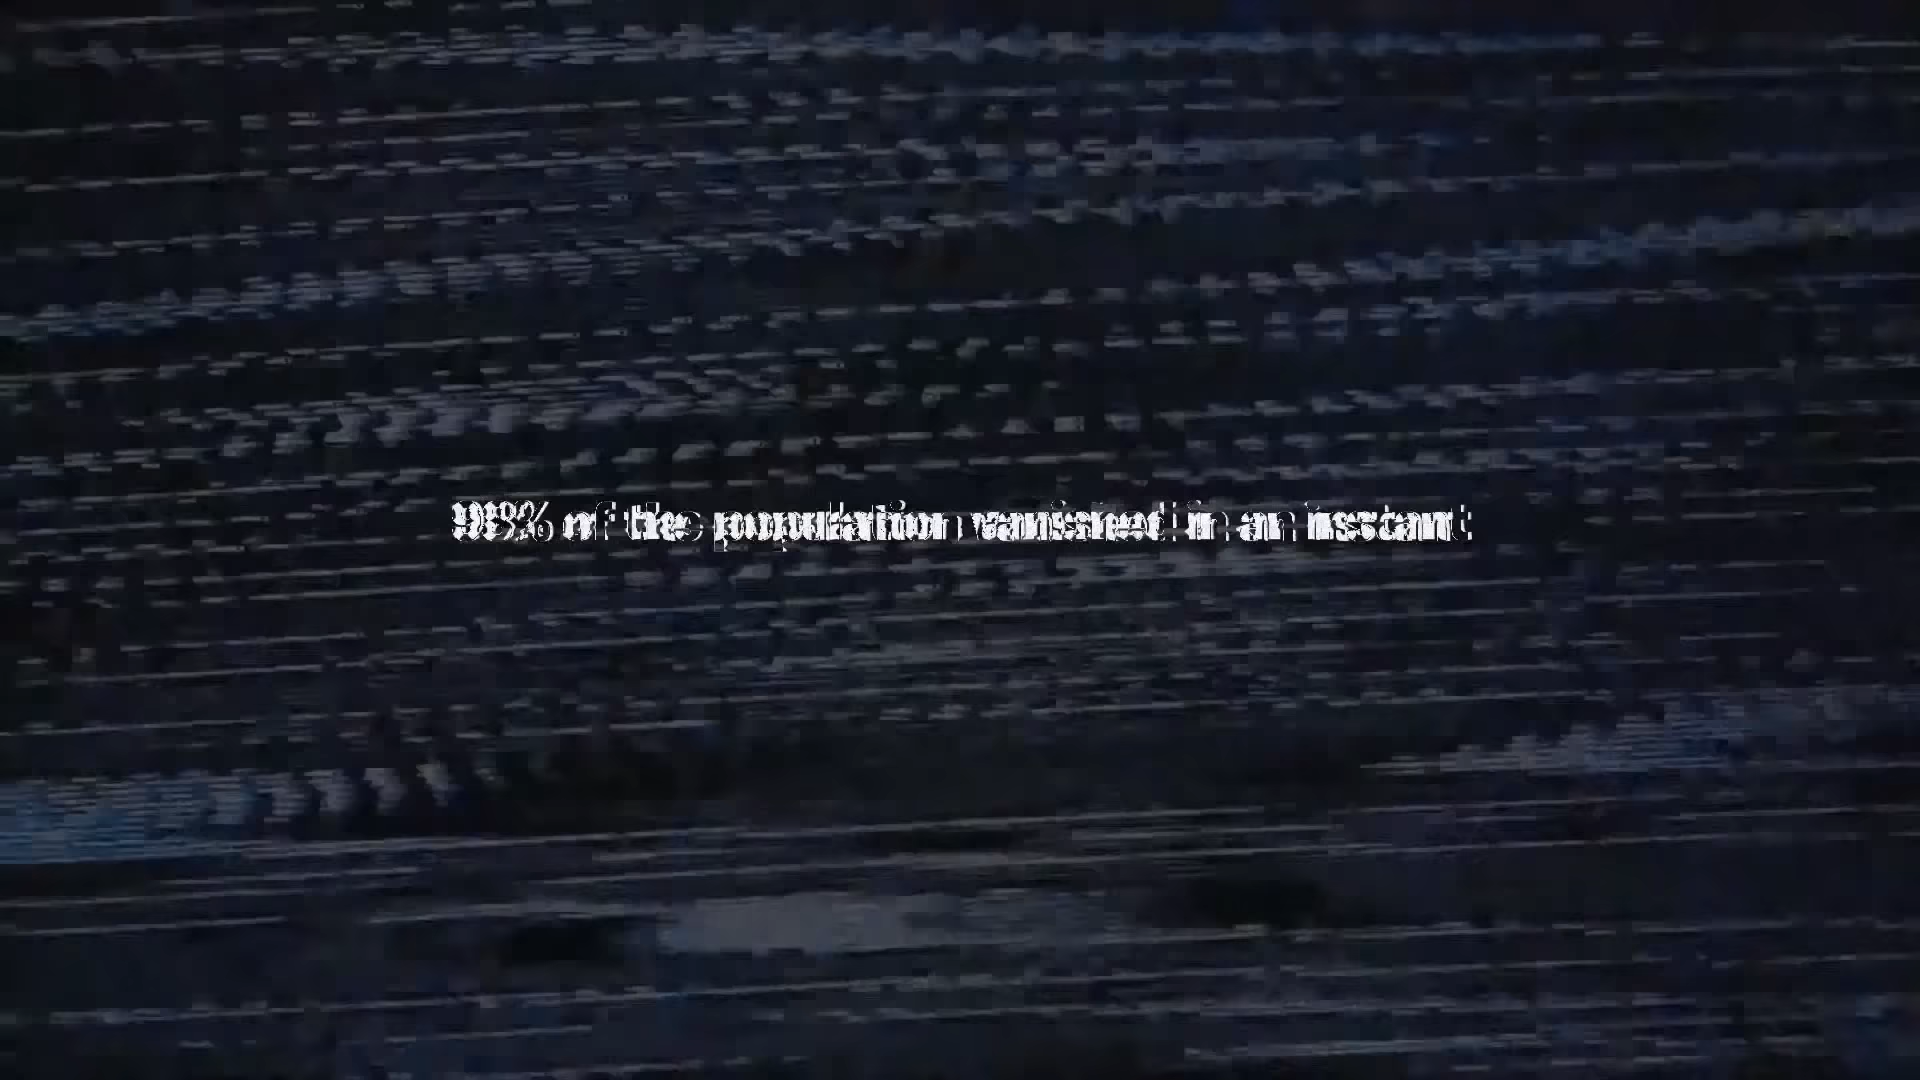 of the population vanished in an instant